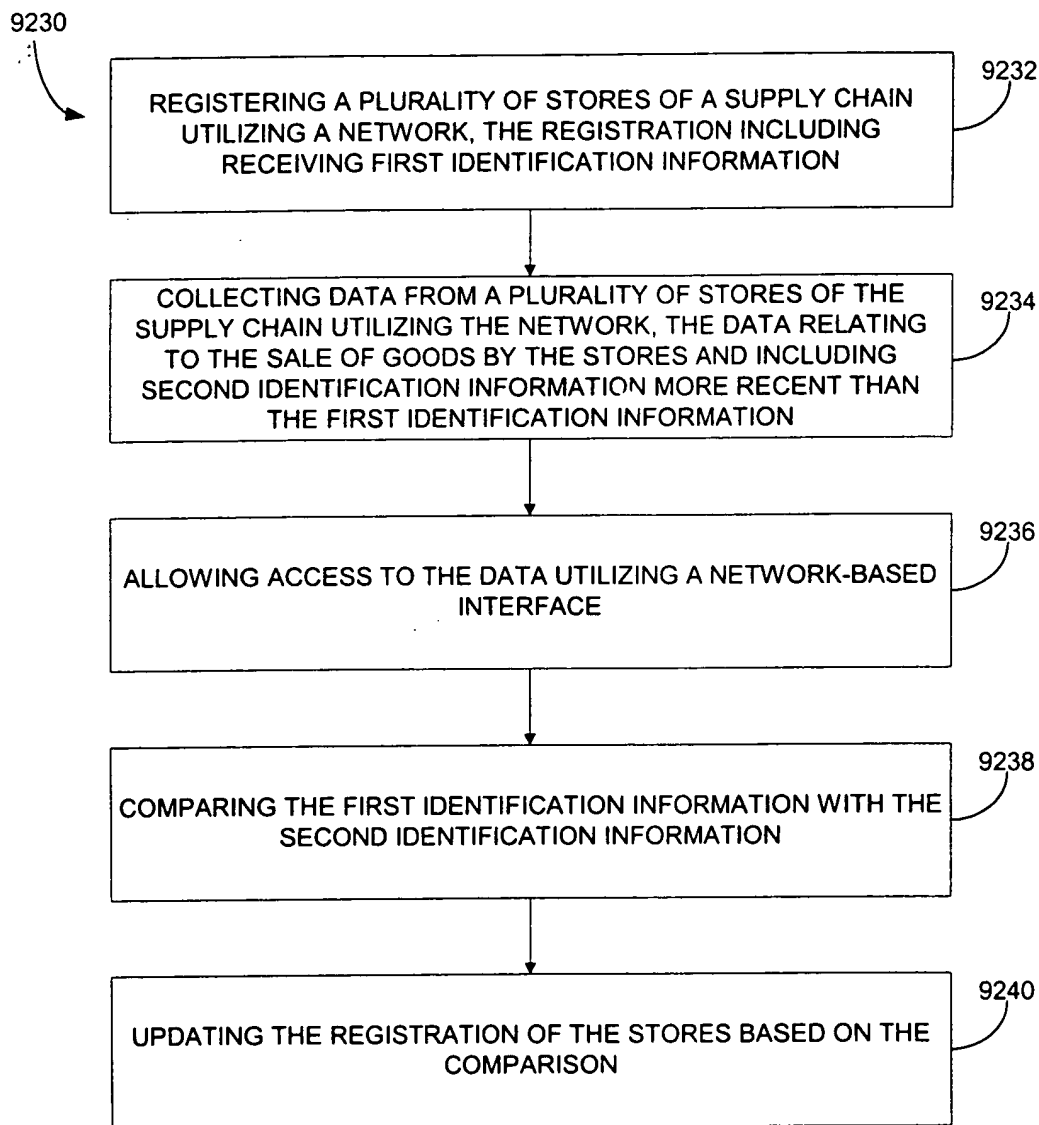 9230
9232
REGISTERING A PLURALITY OF STORES OF A SUPPLY CHAIN
UTILIZING A NETWORK, THE REGISTRATION INCLUDING
RECEIVING FIRST IDENTIFICATION INFORMATION
9234
COLLECTING DATA FROM A PLURALITY OF STORES OF THE
SUPPLY CHAIN UTILIZING THE NETWORK, THE DATA RELATING
TO THE SALE OF GOODS BY THE STORES AND INCLUDING
SECOND IDENTIFICATION INFORMATION MORE RECENT THAN
THE FIRST IDENTIFICATION INFORMATION
9236
ALLOWING ACCESS TO THE DATA UTILIZING A NETWORK-BASED
INTERFACE
9238
COMPARING THE FIRST IDENTIFICATION INFORMATION WITH THE
SECOND IDENTIFICATION INFORMATION
9240
UPDATING THE REGISTRATION OF THE STORES BASED ON THE
COMPARISON